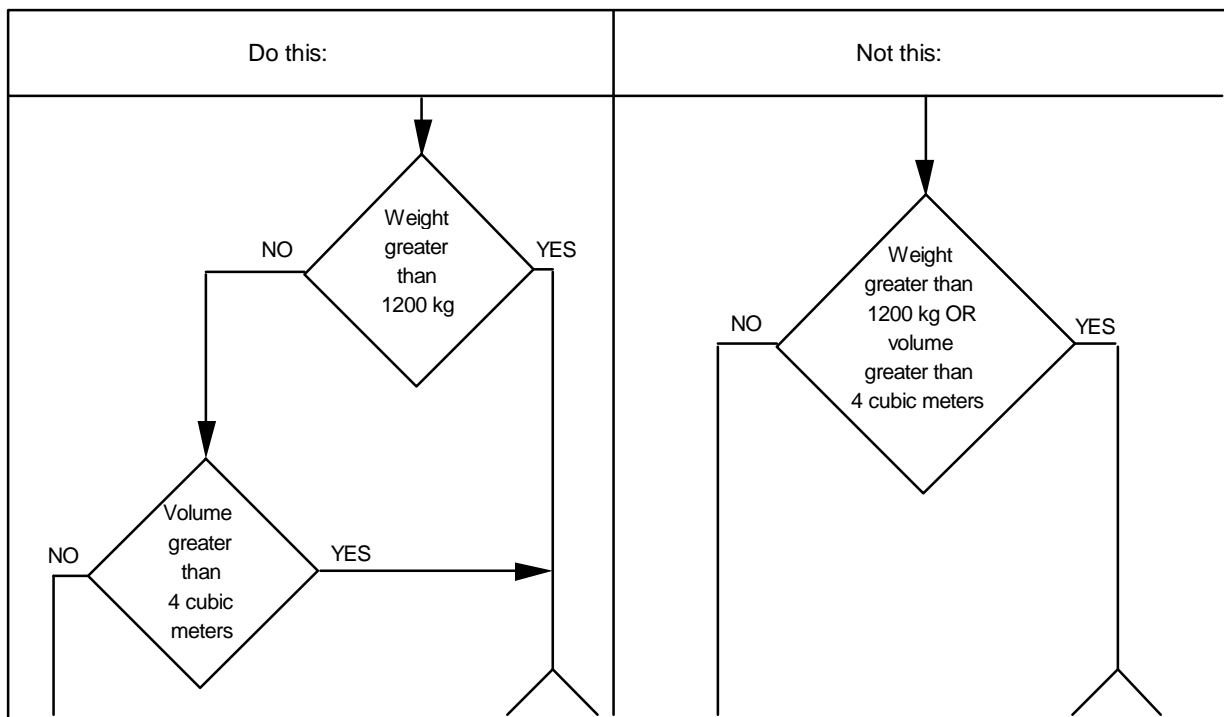 Do this:
Not this:
Weight
greater
than
1200 kg
NO
YES
Volume
greater
than
4 cubic
meters
NO
YES
Weight
greater than
1200 kg OR
volume
greater than
4 cubic meters
NO
YES